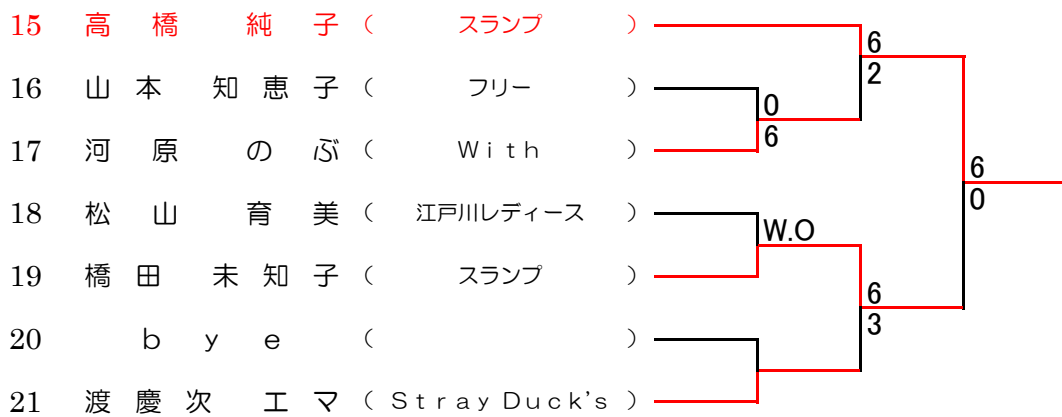 15 高橋 純子 ( スランプ )
6
2
16 山本 知恵子 ( フリー )
0
6
17 河原 のぶ ( With )
6
0
18 松山 育美 ( 江戸川レディース )
W.O
19 橋田 未知子 ( スランプ )
6
3
20 bye ( )
21 渡慶次 エマ ( Stray Duck's )